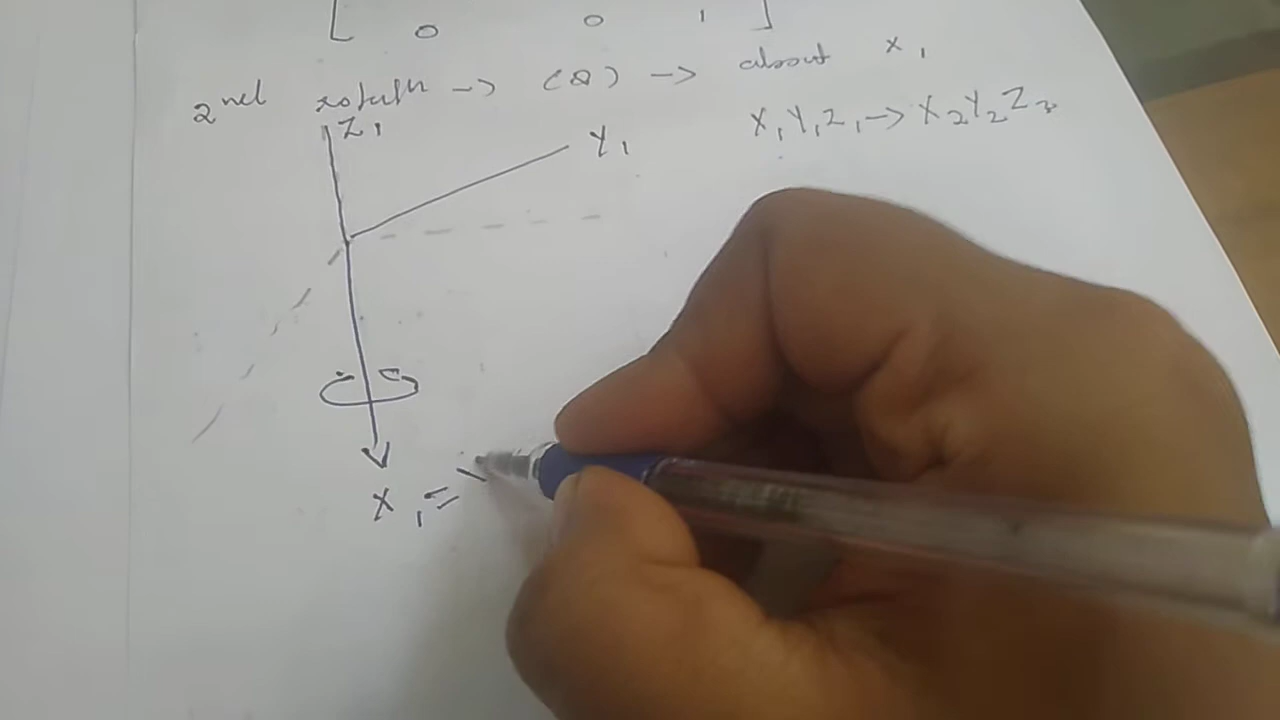 0 0 1
2nd rotatn -> (θ) -> about x1
X1Y1Z1 -> X2Y2Z2
Z1
Y1
X1 =